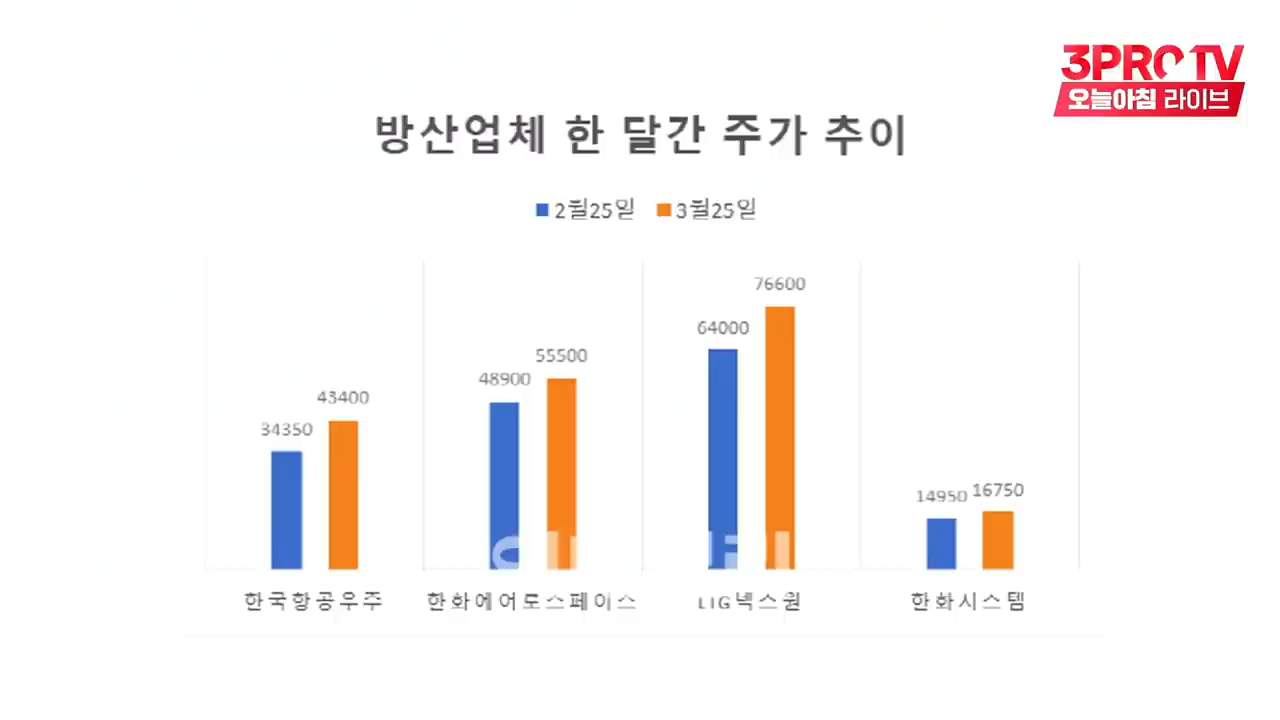 3PRO TV
오늘아침 라이브
방산업체 한 달간 주가 추이
2월25일 3월25일
76600
64000
55500
48900
43400
34350
14950 16750
한국항공우주 한화에어로스페이스 LIG넥스원 한화시스템